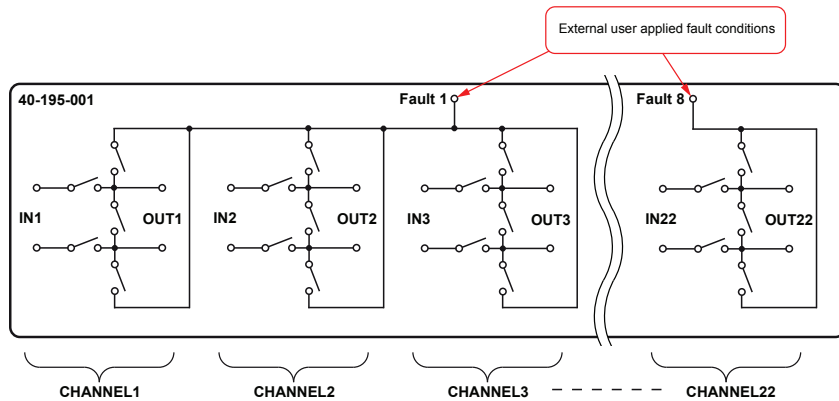 External user applied fault conditions
40-195-001
Fault 1
Fault 8
IN1
OUT1
IN2
OUT2
IN3
OUT3
IN22
OUT22
CHANNEL1
CHANNEL2
CHANNEL3
CHANNEL22